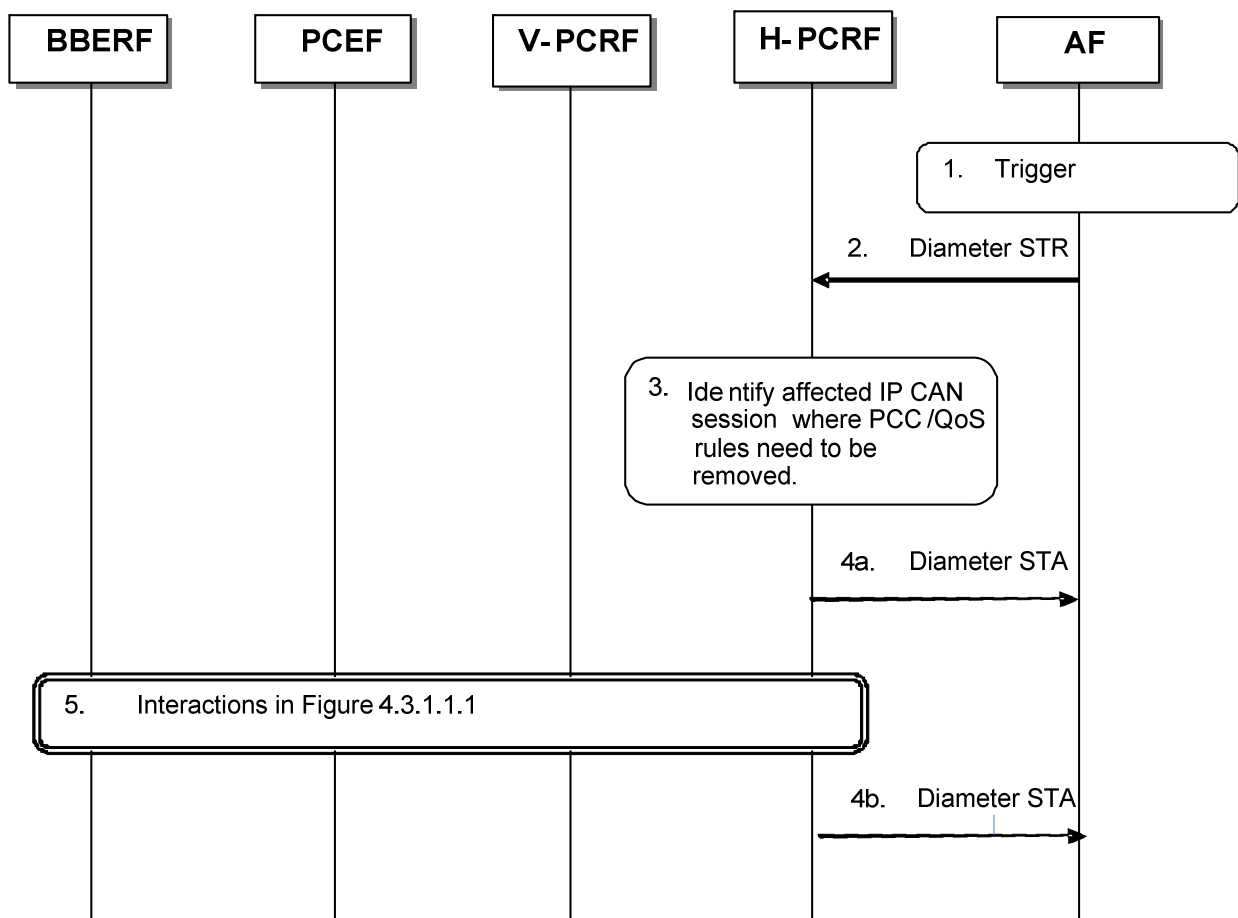 BBERF
PCEF
V-PCRF
H-PCRF
AF
1. Trigger
2. Diameter STR
3. Identify affected IP CAN
session where PCC /QoS
rules need to be
removed.
4a. Diameter STA
5. Interactions in Figure 4.3.1.1.1
4b. Diameter STA